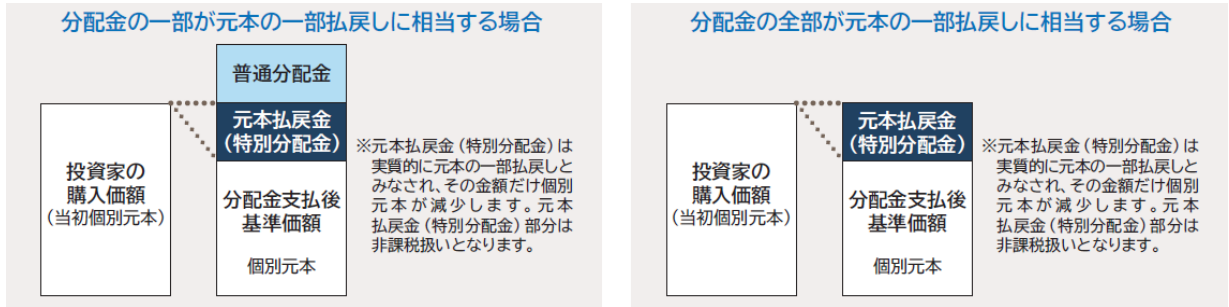 分配金の一部が元本の一部払戻しに相当する場合
普通分配金
元本払戻金
(特別分配金)
投資家の
購入価額
(当初個別元本)
分配金支払後
基準価額
個別元本
※元本払戻金(特別分配金)は
実質的に元本の一部払戻しと
みなされ、その金額だけ個別
元本が減少します。元本
払戻金(特別分配金)部分は
非課税扱いとなります。
分配金の全部が元本の一部払戻しに相当する場合
元本払戻金
(特別分配金)
投資家の
購入価額
(当初個別元本)
分配金支払後
基準価額
個別元本
※元本払戻金(特別分配金)は
実質的に元本の一部払戻しと
みなされ、その金額だけ個別
元本が減少します。元本
払戻金(特別分配金)部分は
非課税扱いとなります。